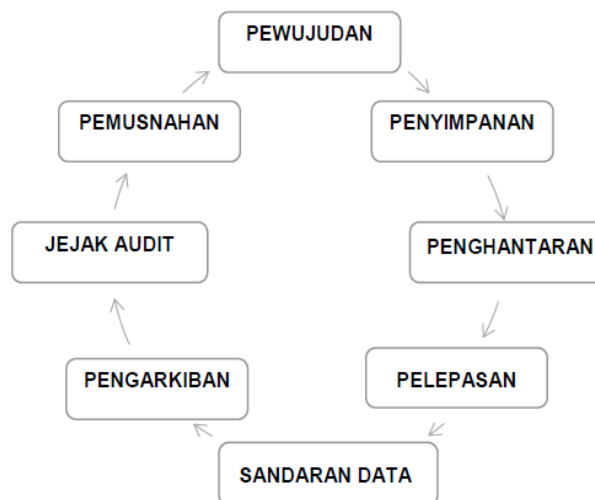 PEWUJUDAN
PENYIMPANAN
PENGHANTARAN
PELEPASAN
SANDARAN DATA
PENGARKIBAN
JEJAK AUDIT
PEMUSNAHAN